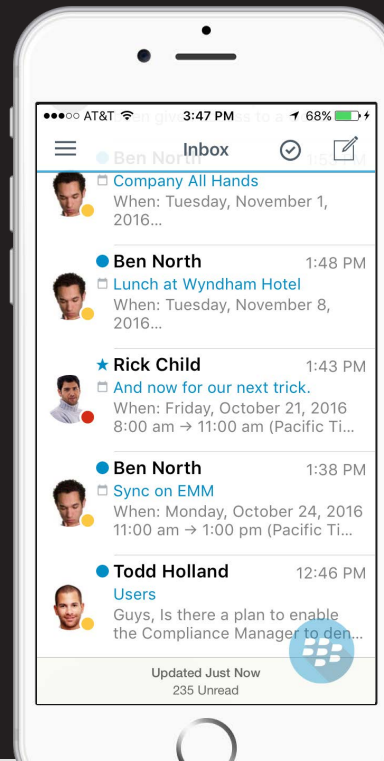 AT&T 3:47 PM 68%
Inbox
Ben North
Company All Hands
When: Tuesday, November 1,
2016...
Ben North 1:48 PM
Lunch at Wyndham Hotel
When: Tuesday, November 8,
2016...
Rick Child 1:43 PM
And now for our next trick.
When: Friday, October 21, 2016
8:00 am → 11:00 am (Pacific Ti...
Ben North 1:38 PM
Sync on EMM
When: Monday, October 24, 2016
11:00 am → 1:00 pm (Pacific Ti...
Todd Holland 12:46 PM
Users
Guys, Is there a plan to enable
the Compliance Manager to den...
Updated Just Now
235 Unread